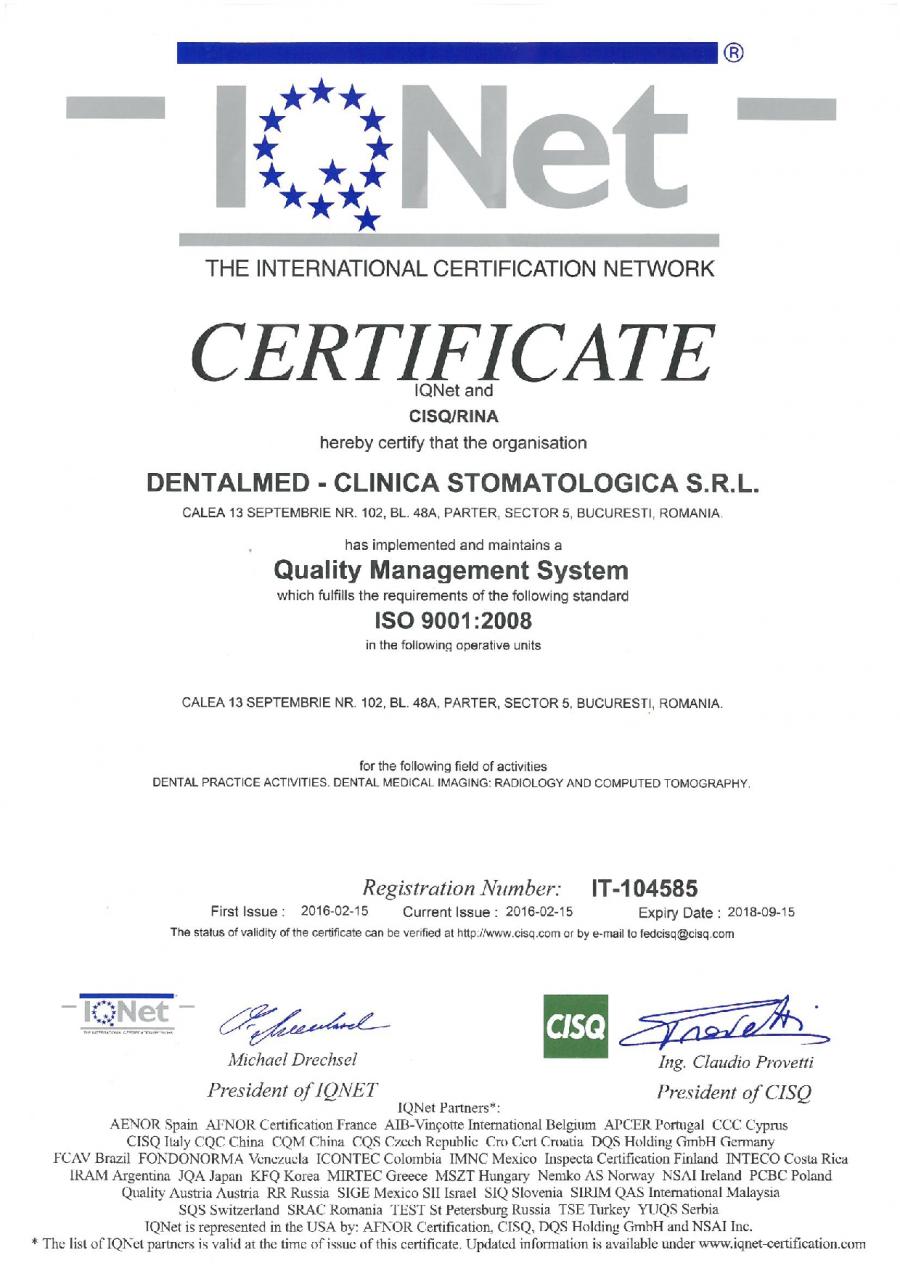 ®
IQNet
THE INTERNATIONAL CERTIFICATION NETWORK
CERTIFICATE
IQNet and
CISQ/RINA
hereby certify that the organisation
DENTALMED - CLINICA STOMATOLOGICA S.R.L.
CALEA 13 SEPTEMBRIE NR. 102, BL. 48A, PARTER, SECTOR 5, BUCURESTI, ROMANIA.
has implemented and maintains a
Quality Management System
which fulfills the requirements of the following standard
ISO 9001:2008
in the following operative units
CALEA 13 SEPTEMBRIE NR. 102, BL. 48A, PARTER, SECTOR 5, BUCURESTI, ROMANIA.
for the following field of activities
DENTAL PRACTICE ACTIVITIES. DENTAL MEDICAL IMAGING: RADIOLOGY AND COMPUTED TOMOGRAPHY.
Registration Number: IT-104585
First Issue : 2016-02-15 Current Issue : 2016-02-15 Expiry Date : 2018-09-15
The status of validity of the certificate can be verified at http://www.cisq.com or by e-mail to fedcisq@cisq.com
IQNet
THE INTERNATIONAL CERTIFICATION NETWORK
CISQ
Michael Drechsel
President of IQNET
Ing. Claudio Provetti
President of CISQ
IQNet Partners*:
AENOR Spain AFNOR Certification France AIB-Vinçotte International Belgium APCER Portugal CCC Cyprus
CISQ Italy CQC China CQM China CQS Czech Republic Cro Cert Croatia DQS Holding GmbH Germany
FCAV Brazil FONDONORMA Venezuela ICONTEC Colombia IMNC Mexico Inspecta Certification Finland INTECO Costa Rica
IRAM Argentina JQA Japan KFQ Korea MIRTEC Greece MSZT Hungary Nemko AS Norway NSAI Ireland PCBC Poland
Quality Austria Austria RR Russia SIGE Mexico SII Israel SIQ Slovenia SIRIM QAS International Malaysia
SQS Switzerland SRAC Romania TEST St Petersburg Russia TSE Turkey YUQS Serbia
IQNet is represented in the USA by: AFNOR Certification, CISQ, DQS Holding GmbH and NSAI Inc.
* The list of IQNet partners is valid at the time of issue of this certificate. Updated information is available under www.iqnet-certification.com